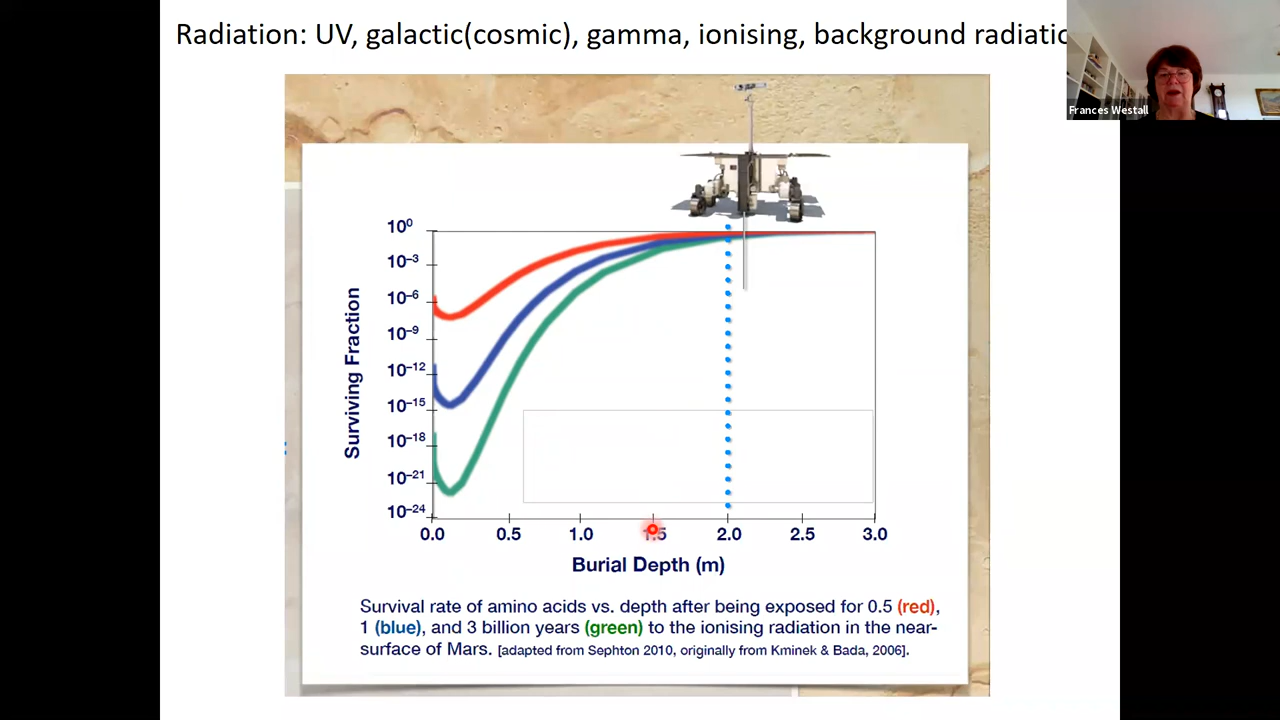 Radiation: UV, galactic(cosmic), gamma, ionising, background radiatio
Frances Westall
10⁰
10⁻³
10⁻⁶
10⁻⁹
10⁻¹²
10⁻¹⁵
10⁻¹⁸
10⁻²¹
10⁻²⁴
Surviving Fraction
0.0 0.5 1.0 1.5 2.0 2.5 3.0
Burial Depth (m)
Survival rate of amino acids vs. depth after being exposed for 0.5 (red),
1 (blue), and 3 billion years (green) to the ionising radiation in the near-
surface of Mars. [adapted from Sephton 2010, originally from Kminek & Bada, 2006].